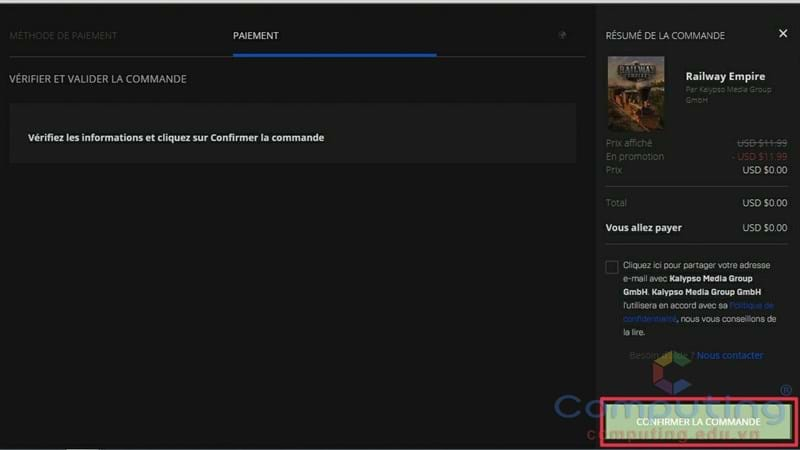 MÉTHODE DE PAIEMENT
PAIEMENT
VÉRIFIER ET VALIDER LA COMMANDE
Vérifiez les informations et cliquez sur Confirmer la commande
RÉSUMÉ DE LA COMMANDE
RAILWAY EMPIRE
Railway Empire
Par Kalypso Media Group
GmbH
Prix affiché USD $11.99
En promotion - USD $11.99
Prix USD $0.00
Total USD $0.00
Vous allez payer USD $0.00
Cliquez ici pour partager votre adresse
e-mail avec Kalypso Media Group
GmbH. Kalypso Media Group GmbH
l'utilisera en accord avec sa Politique de
confidentialité, nous vous conseillons de
la lire.
Besoin d'aide ? Nous contacter
Computing ®
CONFIRMER LA COMMANDE
computing.edu.vn